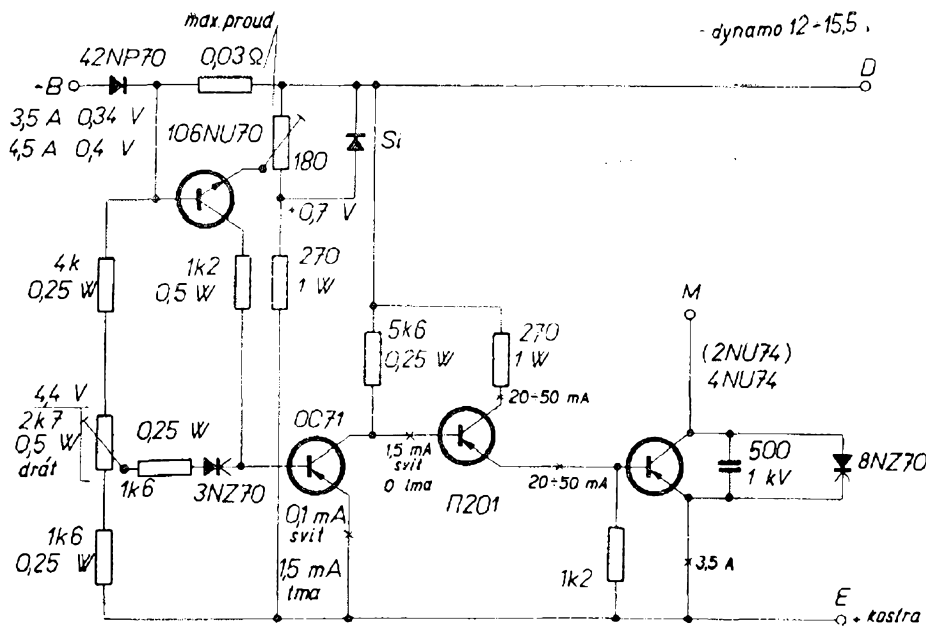 max. proud
- dynamo 12 ÷ 15,5 .
42NP70
0,03 Ω
-B
D
3,5 A 0,34 V
4,5 A 0,4 V
106NU70
180
Si
+0,7 V
4k
0,25 W
1k2
0,5 W
270
1 W
M
5k6
0,25 W
270
1 W
(2NU74)
4NU74
4,4 V
2k7
0,5 W
drát
0,25 W
1k6
3NZ70
OC71
20÷50 mA
1,5 mA
svit
0 tma
П201
20÷50 mA
500
1 kV
8NZ70
0,1 mA
svit
1,5 mA
tma
1k6
0,25 W
1k2
3,5 A
E
+ kostra